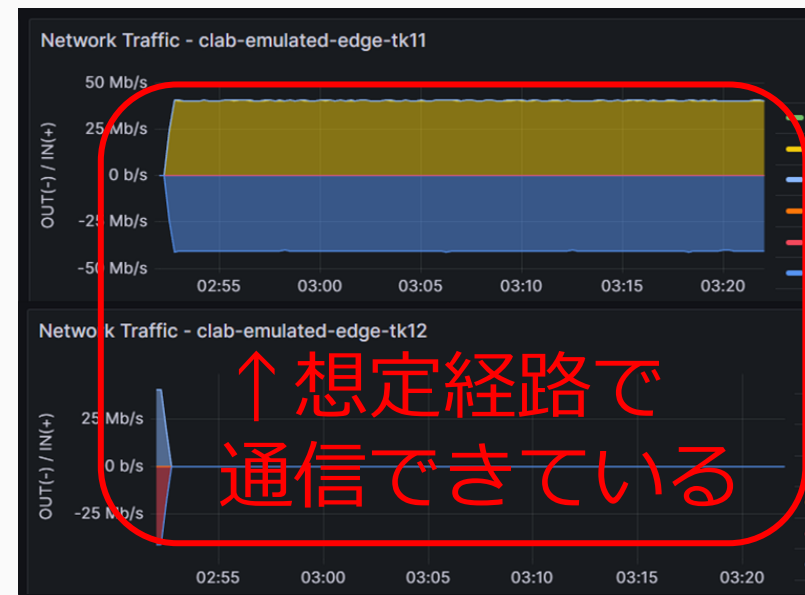 Network Traffic - clab-emulated-edge-tk11
50 Mb/s
25 Mb/s
0 b/s
-25 Mb/s
-50 Mb/s
OUT(-) / IN(+)
02:55 03:00 03:05 03:10 03:15 03:20
Network Traffic - clab-emulated-edge-tk12
↑想定経路で
通信できている
25 Mb/s
0 b/s
-25 Mb/s
OUT(-) / IN(+)
02:55 03:00 03:05 03:10 03:15 03:20